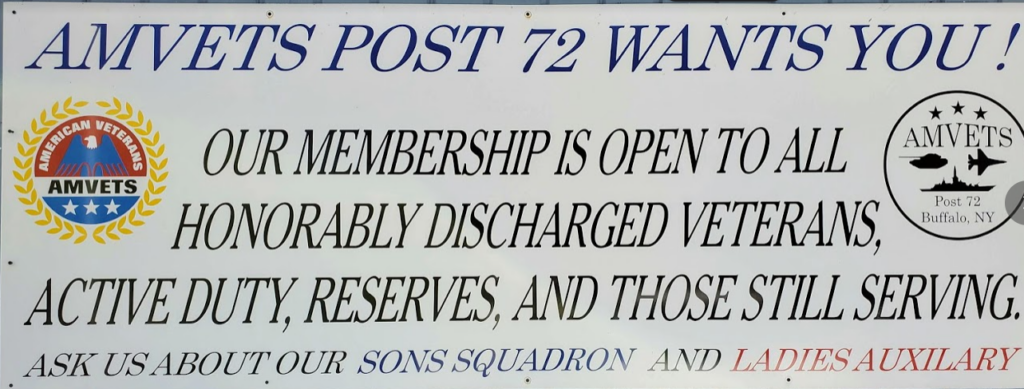 AMVETS POST 72 WANTS YOU !
AMERICAN VETERANS
AMVETS
OUR MEMBERSHIP IS OPEN TO ALL
HONORABLY DISCHARGED VETERANS,
ACTIVE DUTY, RESERVES, AND THOSE STILL SERVING.
AMVETS
Post 72
Buffalo, NY
ASK US ABOUT OUR SONS SQUADRON AND LADIES AUXILARY